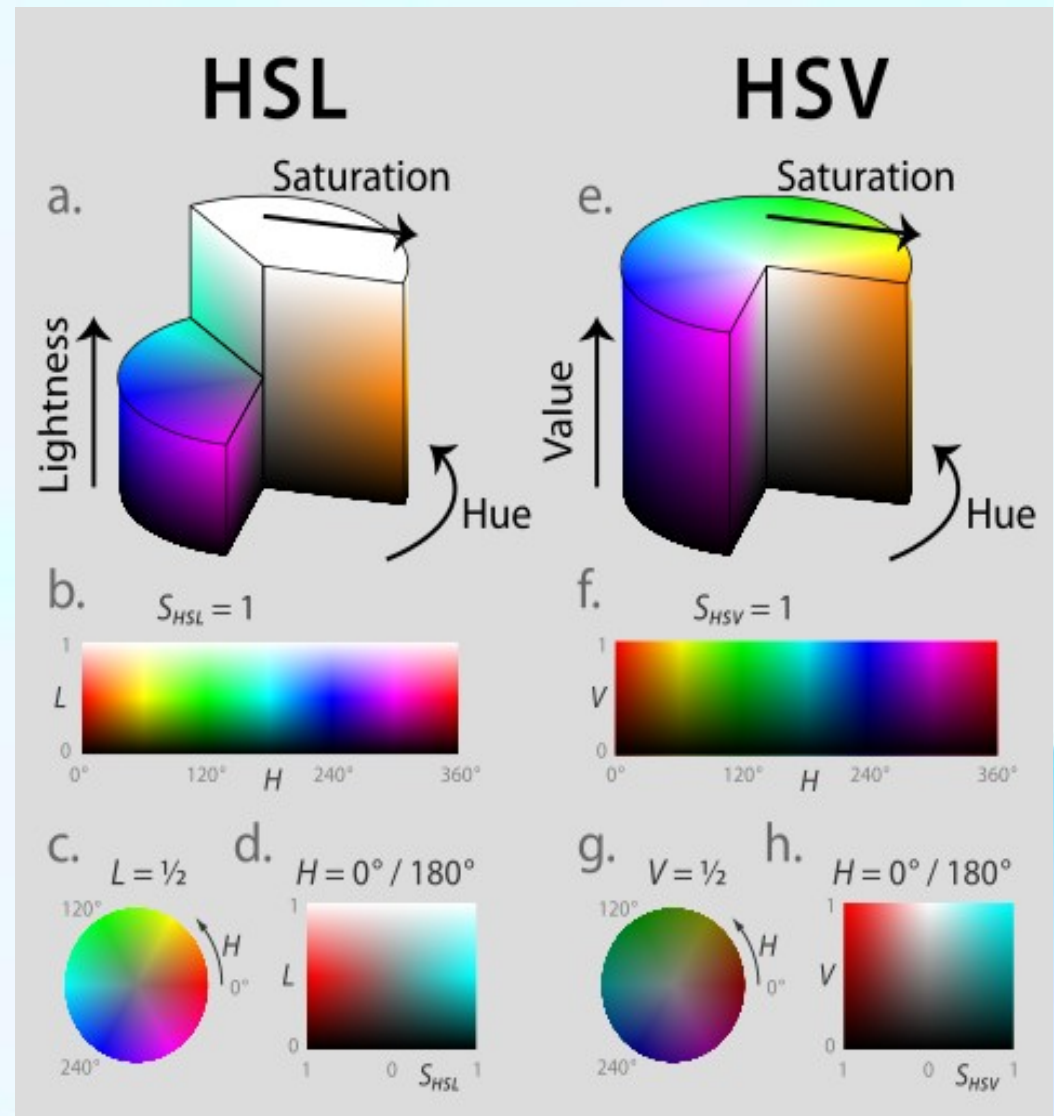 HSL
HSV
a.
Saturation
Lightness
Hue
e.
Saturation
Value
Hue
b.
S_HSL = 1
1
L
0
0°
120°
H
240°
360°
f.
S_HSV = 1
1
V
0
0°
120°
H
240°
360°
c.
L = ½
120°
H
0°
240°
d.
H = 0° / 180°
1
L
0
1
0
S_HSL
1
g.
V = ½
120°
H
0°
240°
h.
H = 0° / 180°
1
V
0
1
0
S_HSV
1